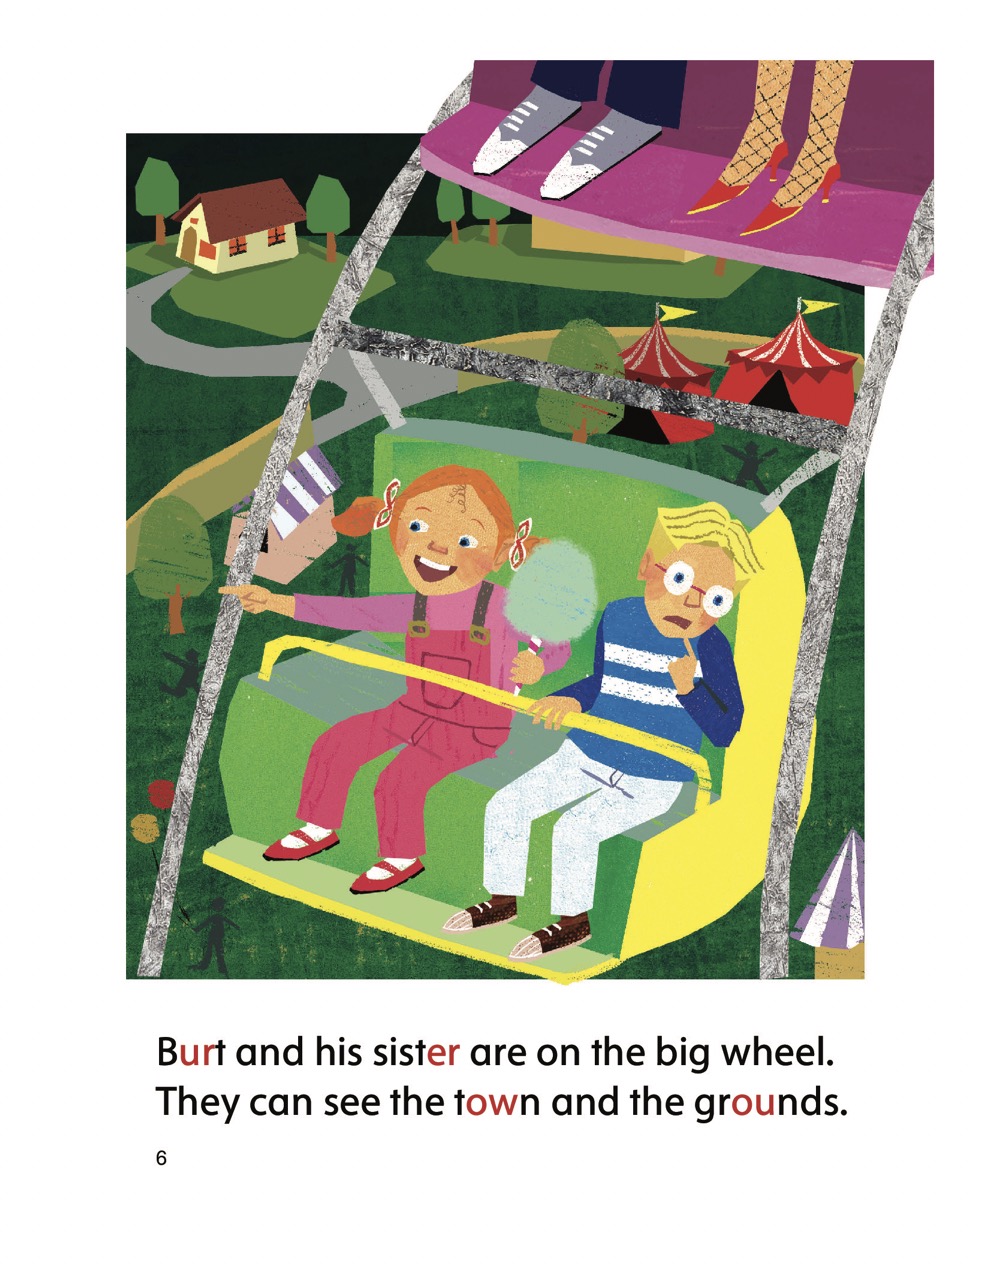 Burt and his sister are on the big wheel.
They can see the town and the grounds.
6